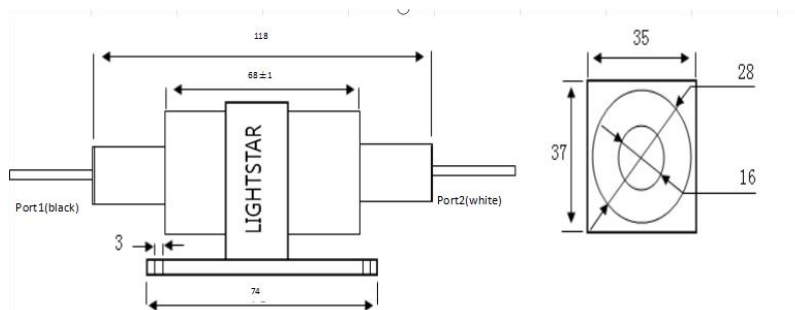 118
68±1
35
28
37
16
LIGHTSTAR
Port1(black)
Port2(white)
3
74